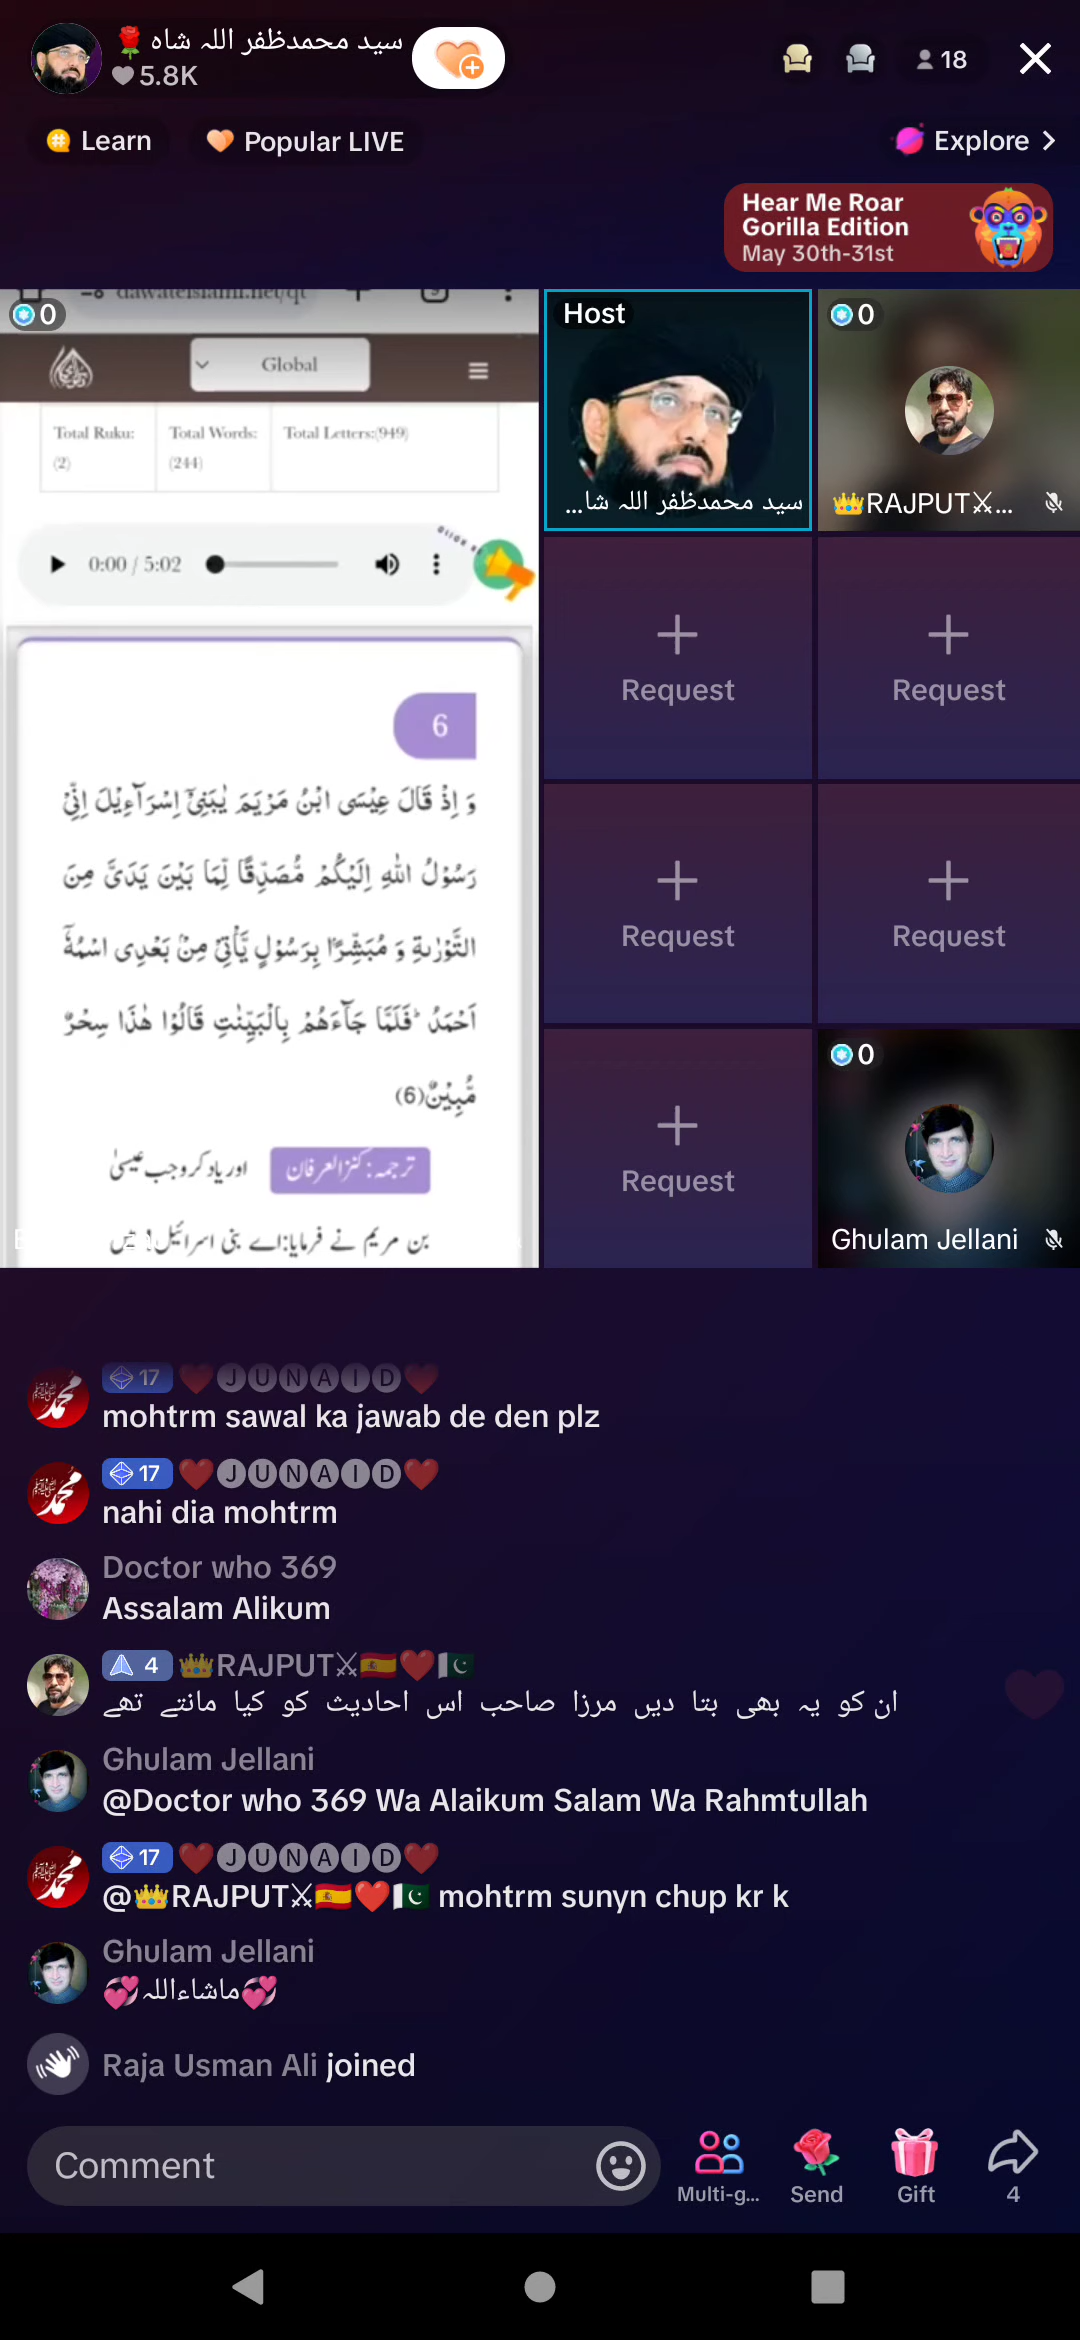 سید محمدظفر اللہ شاہ🌹
5.8K
18
Learn
Popular LIVE
Explore
Hear Me Roar
Gorilla Edition
May 30th-31st
0
Global
Total Ruku:
(2)
Total Words:
(244)
Total Letters:(949)
0:00 / 5:02
6
وَ اِذْ قَالَ عِیْسَى ابْنُ مَرْیَمَ یٰبَنِیْۤ اِسْرَآءِیْلَ اِنِّیْ
رَسُوْلُ اللّٰهِ اِلَیْكُمْ مُّصَدِّقًا لِّمَا بَیْنَ یَدَیَّ مِنَ
التَّوْرٰىةِ وَ مُبَشِّرًۢا بِرَسُوْلٍ یَّاْتِیْ مِنْۢ بَعْدِی اسْمُهٗۤ
اَحْمَدُؕ-فَلَمَّا جَآءَهُمْ بِالْبَیِّنٰتِ قَالُوْا هٰذَا سِحْرٌ
مُّبِیْنٌ(6)
ترجمہ: کنزالعرفان
اور یاد کرو جب عیسیٰ
بن مریم نے فرمایا:اے بنی اسرائیل
Host
سید محمدظفر اللہ شا...
0
👑RAJPUT⚔...
Request
Request
Request
Request
Request
0
Ghulam Jellani
17 ❤️🅙🅤🅝🅐🅘🅓❤️
mohtrm sawal ka jawab de den plz
17 ❤️🅙🅤🅝🅐🅘🅓❤️
nahi dia mohtrm
Doctor who 369
Assalam Alikum
4 👑RAJPUT⚔🇪🇸❤️🇵🇰
ان کو یہ بھی بتا دیں مرزا صاحب اس احادیث کو کیا مانتے تھے
Ghulam Jellani
@Doctor who 369 Wa Alaikum Salam Wa Rahmtullah
17 ❤️🅙🅤🅝🅐🅘🅓❤️
@👑RAJPUT⚔🇪🇸❤️🇵🇰 mohtrm sunyn chup kr k
Ghulam Jellani
💞ماشاءاللہ💞
Raja Usman Ali joined
Comment
Multi-g...
Send
Gift
4